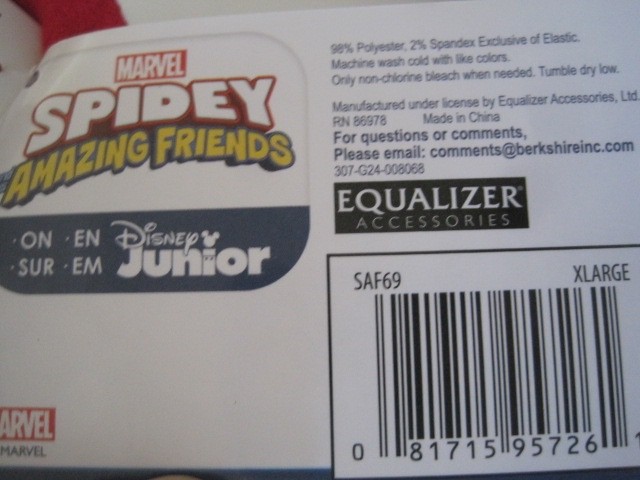 MARVEL
SPIDEY
AMAZING FRIENDS
·ON ·EN
·SUR ·EM
Disney
Junior
MARVEL
MARVEL
98% Polyester, 2% Spandex Exclusive of Elastic.
Machine wash cold with like colors.
Only non-chlorine bleach when needed. Tumble dry low.
Manufactured under license by Equalizer Accessories, Ltd.
RN 86978 Made in China
For questions or comments,
Please email: comments@berkshireinc.com
307-G24-008068
EQUALIZER®
ACCESSORIES
SAF69 XLARGE
0 81715 95726 1